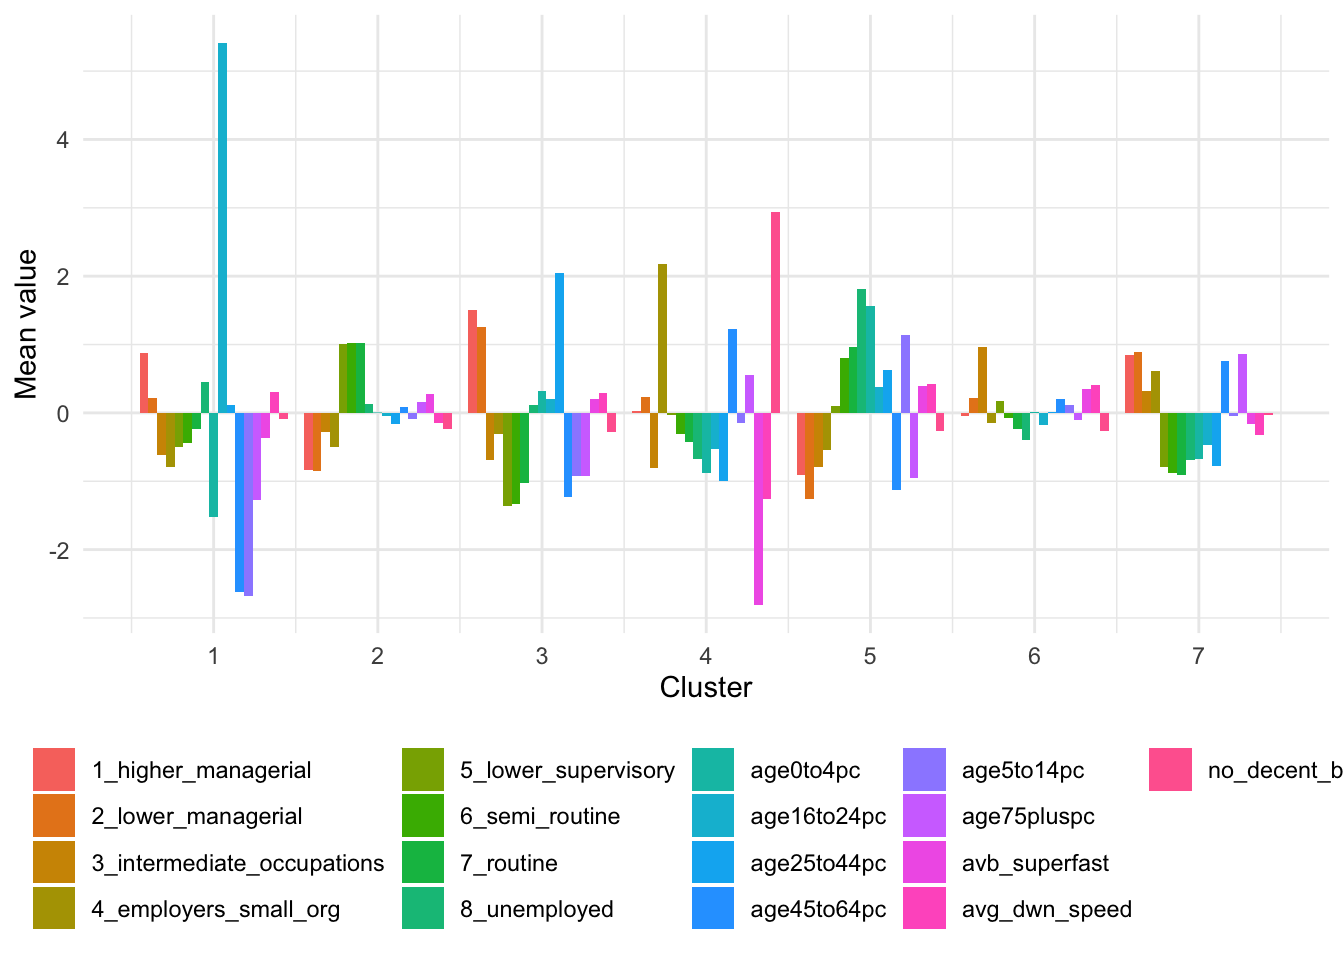 Mean value
4
2
0
-2
1 2 3 4 5 6 7
Cluster
1_higher_managerial 5_lower_supervisory age0to4pc age5to14pc no_decent_b
2_lower_managerial 6_semi_routine age16to24pc age75pluspc
3_intermediate_occupations 7_routine age25to44pc avb_superfast
4_employers_small_org 8_unemployed age45to64pc avg_dwn_speed